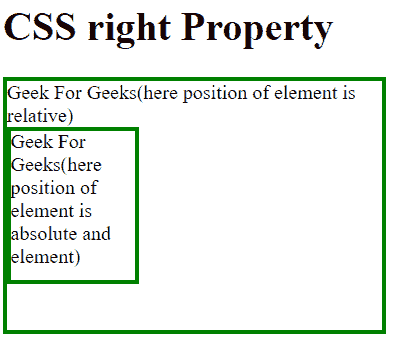 CSS right Property
Geek For Geeks(here position of element is
relative)
Geek For
Geeks(here
position of
element is
absolute and
element)